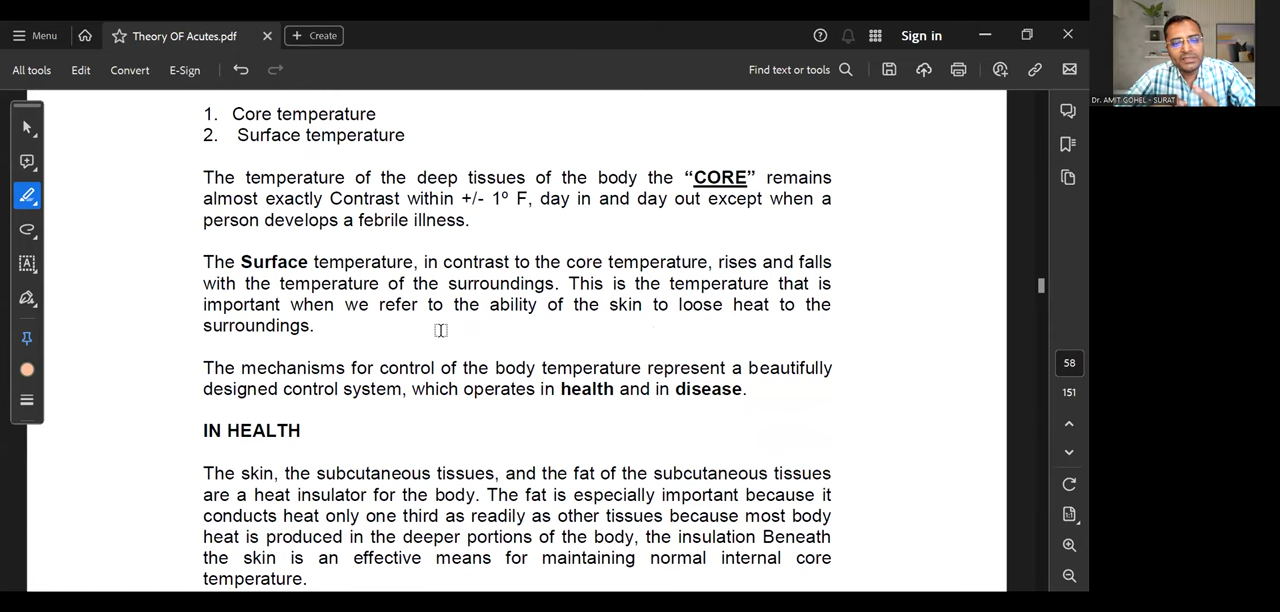 Menu
Theory OF Acutes.pdf
Create
Sign in
All tools
Edit
Convert
E-Sign
Find text or tools
Dr. AMIT GOHEL - SURAT
1. Core temperature
2. Surface temperature
The temperature of the deep tissues of the body the “CORE” remains
almost exactly Contrast within +/- 1º F, day in and day out except when a
person develops a febrile illness.
The Surface temperature, in contrast to the core temperature, rises and falls
with the temperature of the surroundings. This is the temperature that is
important when we refer to the ability of the skin to loose heat to the
surroundings.
The mechanisms for control of the body temperature represent a beautifully
designed control system, which operates in health and in disease.
IN HEALTH
The skin, the subcutaneous tissues, and the fat of the subcutaneous tissues
are a heat insulator for the body. The fat is especially important because it
conducts heat only one third as readily as other tissues because most body
heat is produced in the deeper portions of the body, the insulation Beneath
the skin is an effective means for maintaining normal internal core
temperature.
58
151